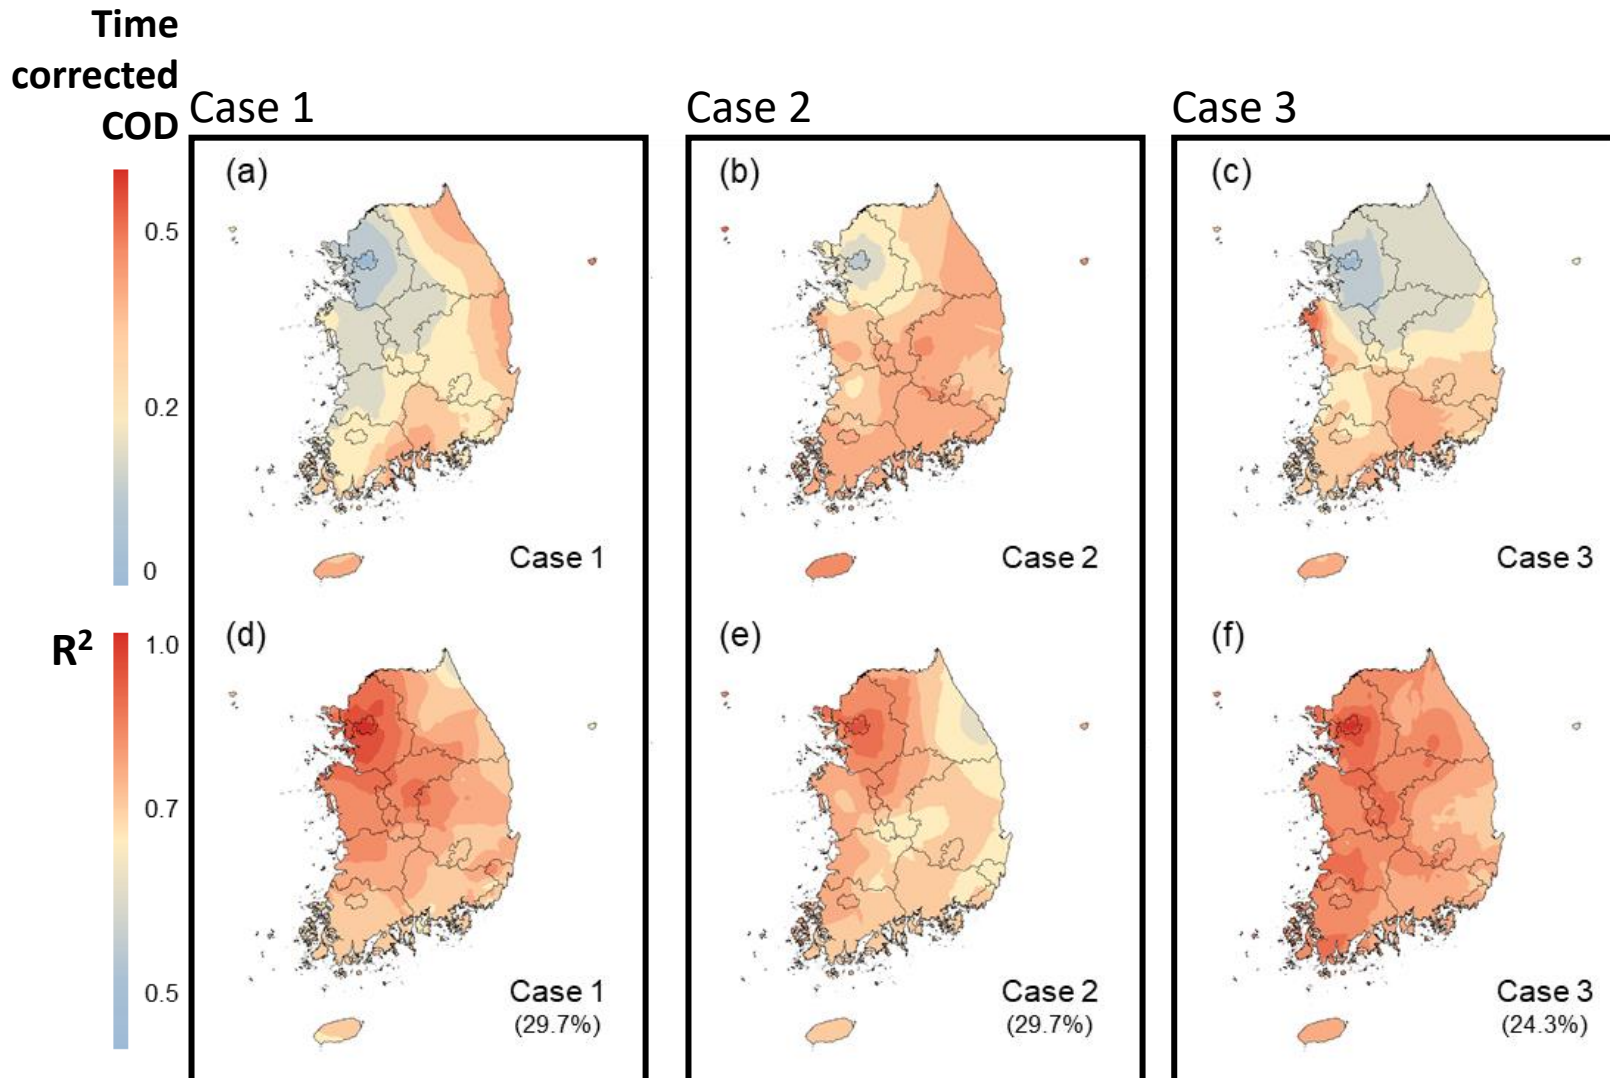 Time
corrected
COD
Case 1
Case 2
Case 3
(a)
(b)
(c)
0.5
0.2
0
Case 1
Case 2
Case 3
R²
1.0
0.7
0.5
(d)
(e)
(f)
Case 1
(29.7%)
Case 2
(29.7%)
Case 3
(24.3%)